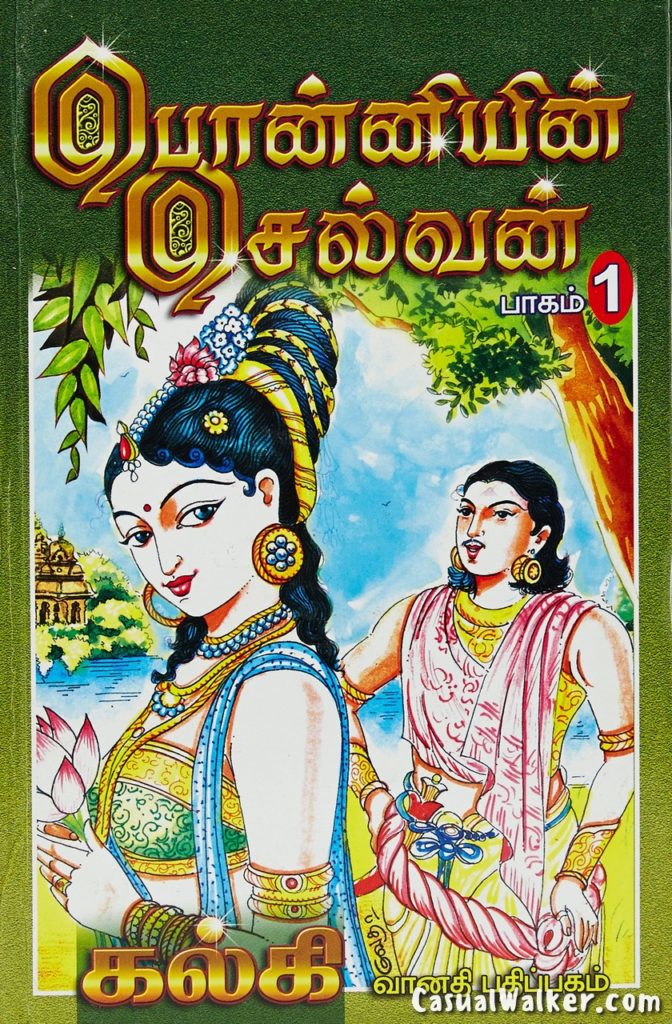 பொன்னியின்
செல்வன்
பாகம் 1
கல்கி
வானதி பதிப்பகம்
CasualWalker.com